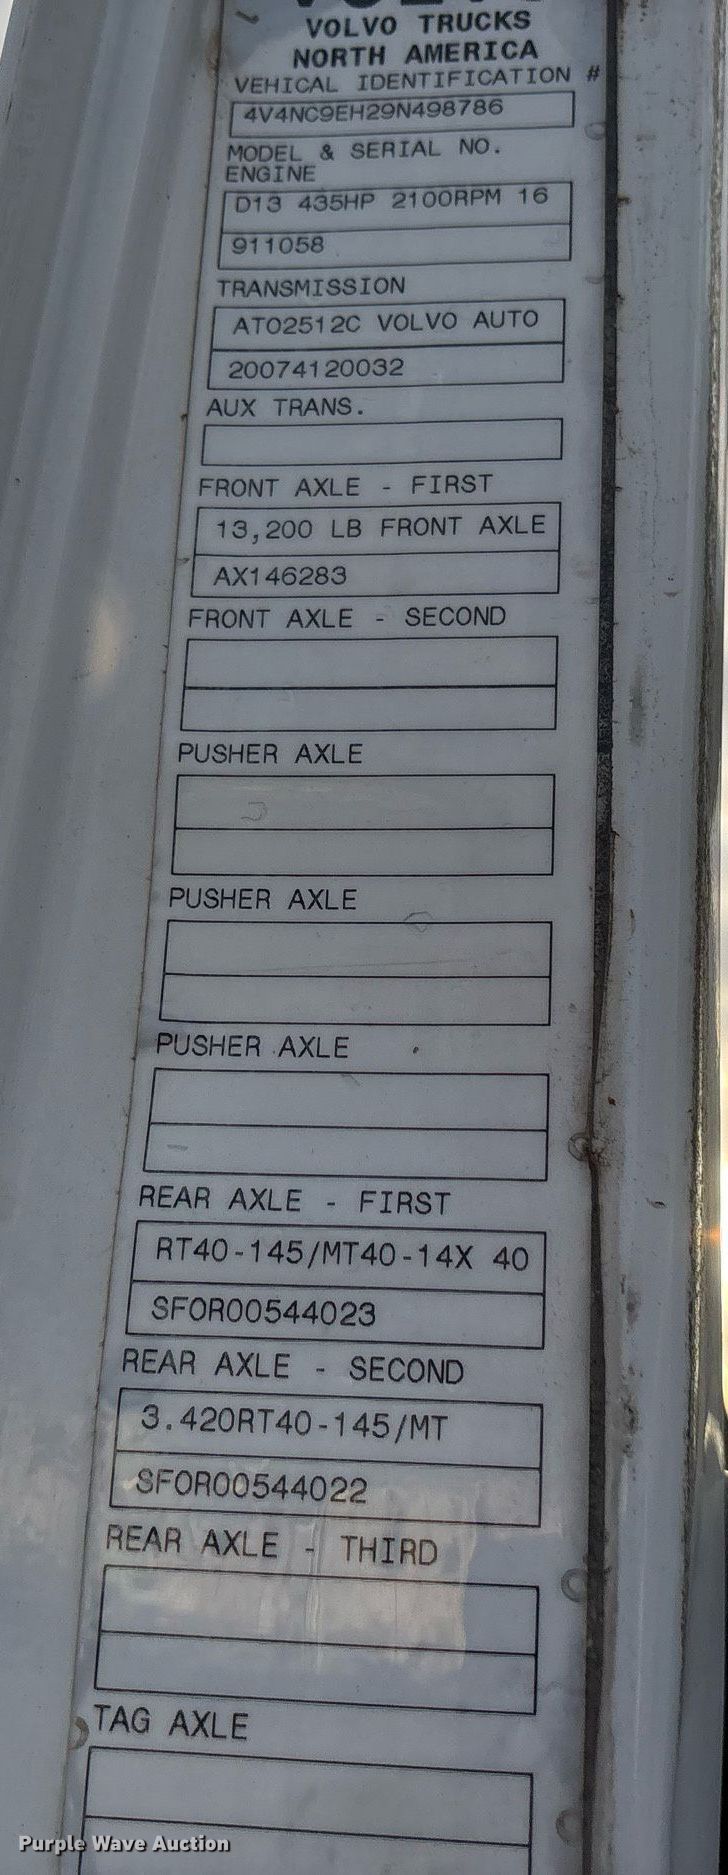 VOLVO TRUCKS
NORTH AMERICA
VEHICAL IDENTIFICATION #
4V4NC9EH29N498786
MODEL & SERIAL NO.
ENGINE
D13 435HP 2100RPM 16
911058
TRANSMISSION
ATO2512C VOLVO AUTO
20074120032
AUX TRANS.
FRONT AXLE - FIRST
13,200 LB FRONT AXLE
AX146283
FRONT AXLE - SECOND
PUSHER AXLE
PUSHER AXLE
PUSHER AXLE
REAR AXLE - FIRST
RT40-145/MT40-14X 40
SFOR00544023
REAR AXLE - SECOND
3.420RT40-145/MT
SFOR00544022
REAR AXLE - THIRD
TAG AXLE
Purple Wave Auction